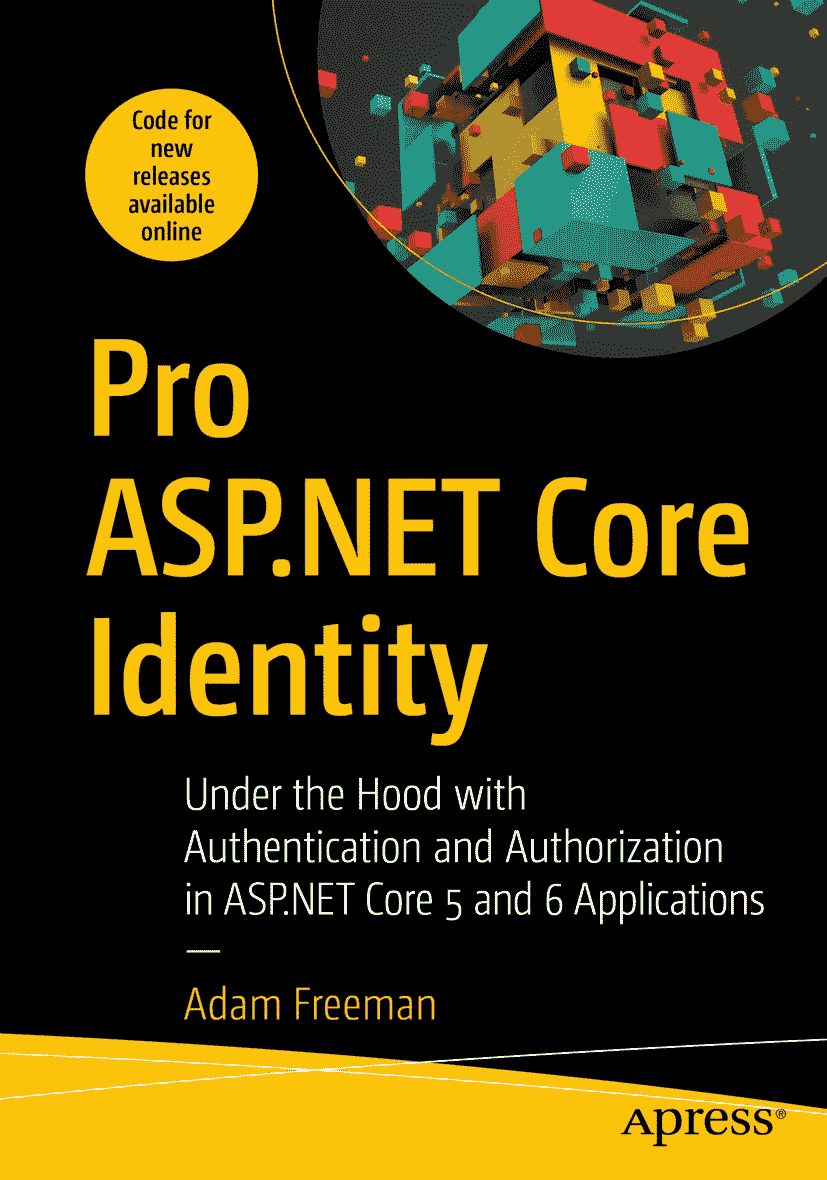 Code for
new
releases
available
online
Pro
ASP.NET Core
Identity
Under the Hood with
Authentication and Authorization
in ASP.NET Core 5 and 6 Applications
—
Adam Freeman
Apress®